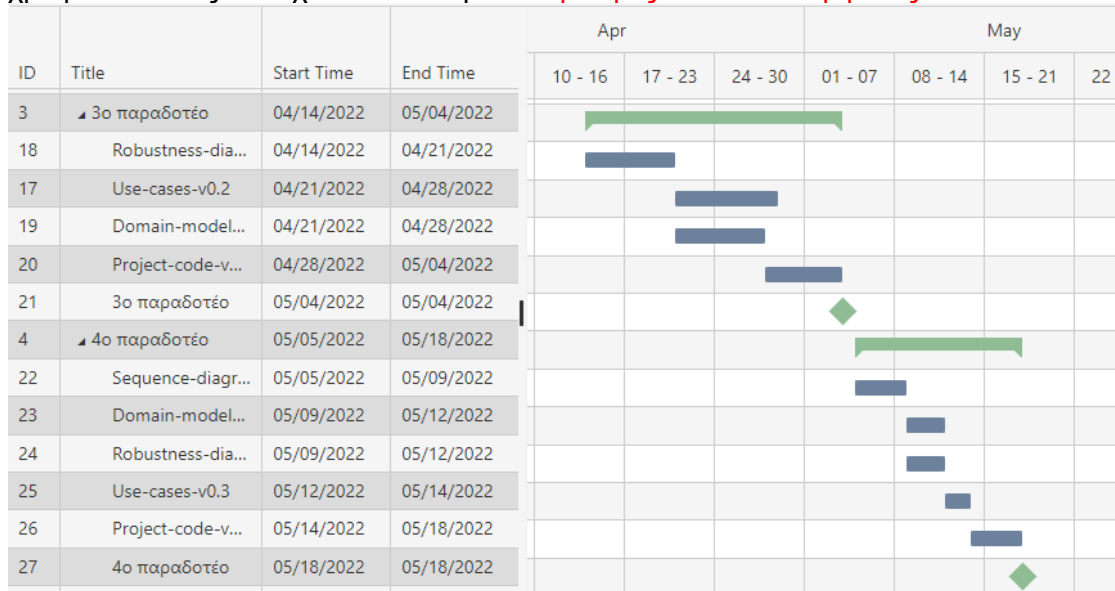 Apr May
ID Title Start Time End Time 10 - 16 17 - 23 24 - 30 01 - 07 08 - 14 15 - 21 22
3 3ο παραδοτέο 04/14/2022 05/04/2022
18 Robustness-dia... 04/14/2022 04/21/2022
17 Use-cases-v0.2 04/21/2022 04/28/2022
19 Domain-model... 04/21/2022 04/28/2022
20 Project-code-v... 04/28/2022 05/04/2022
21 3ο παραδοτέο 05/04/2022 05/04/2022
4 4ο παραδοτέο 05/05/2022 05/18/2022
22 Sequence-diagr... 05/05/2022 05/09/2022
23 Domain-model... 05/09/2022 05/12/2022
24 Robustness-dia... 05/09/2022 05/12/2022
25 Use-cases-v0.3 05/12/2022 05/14/2022
26 Project-code-v... 05/14/2022 05/18/2022
27 4ο παραδοτέο 05/18/2022 05/18/2022